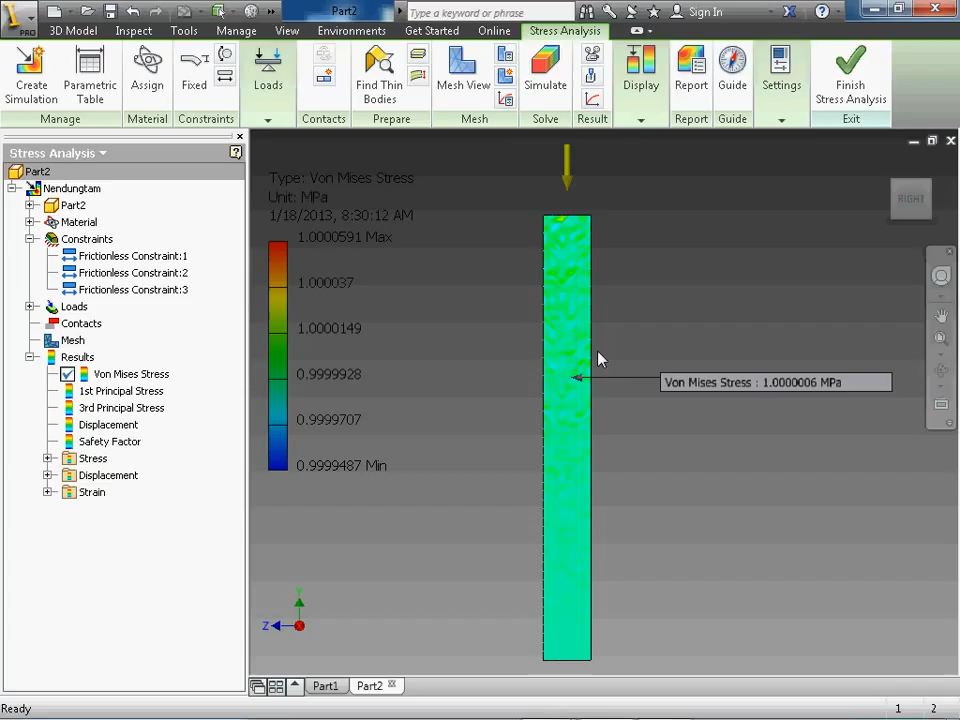 Part2
Type a keyword or phrase
Sign In
PRO
3D Model Inspect Tools Manage View Environments Get Started Online Stress Analysis
Create Simulation
Parametric Table
Assign
Fixed
Loads
Find Thin Bodies
Mesh View
Simulate
Display
Report
Guide
Settings
Finish Stress Analysis
Manage Material Constraints Contacts Prepare Mesh Solve Result Report Guide Exit
Stress Analysis
Part2
Nendungtam
Part2
Material
Constraints
Frictionless Constraint:1
Frictionless Constraint:2
Frictionless Constraint:3
Loads
Contacts
Mesh
Results
Von Mises Stress
1st Principal Stress
3rd Principal Stress
Displacement
Safety Factor
Stress
Displacement
Strain
Type: Von Mises Stress
Unit: MPa
1/18/2013, 8:30:12 AM
1.0000591 Max
1.000037
1.0000149
0.9999928
0.9999707
0.9999487 Min
Von Mises Stress : 1.0000006 MPa
RIGHT
Y
Z
Part1 Part2
Ready 1 2